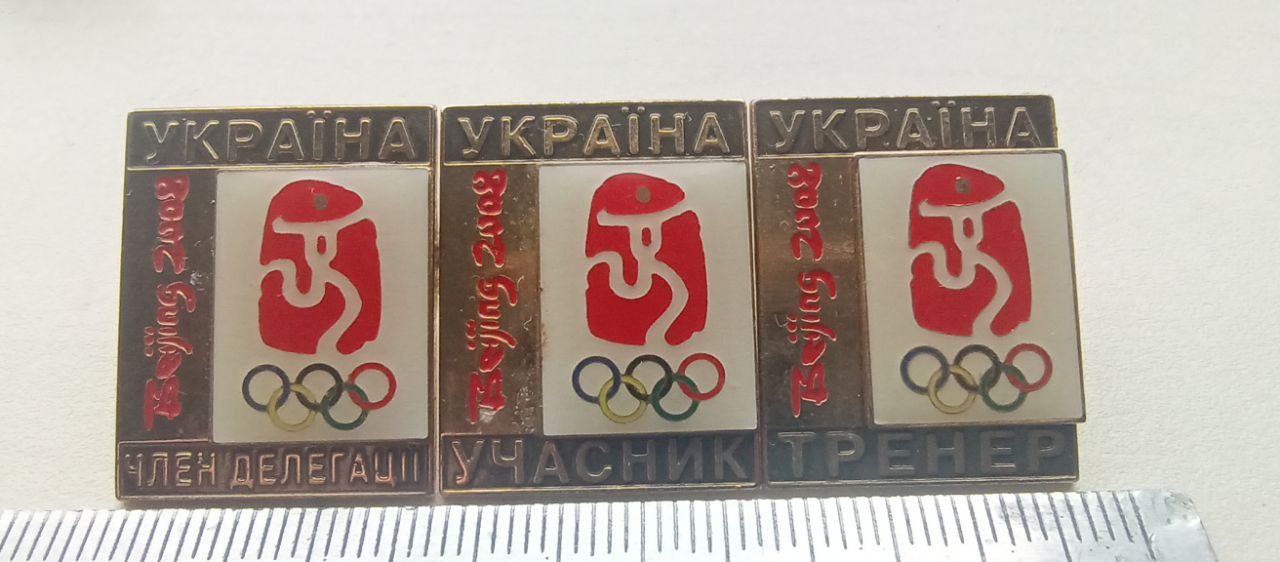 УКРАЇНА
Beijing 2008
ЧЛЕН ДЕЛЕГАЦІЇ
УКРАЇНА
Beijing 2008
УЧАСНИК
УКРАЇНА
Beijing 2008
ТРЕНЕР